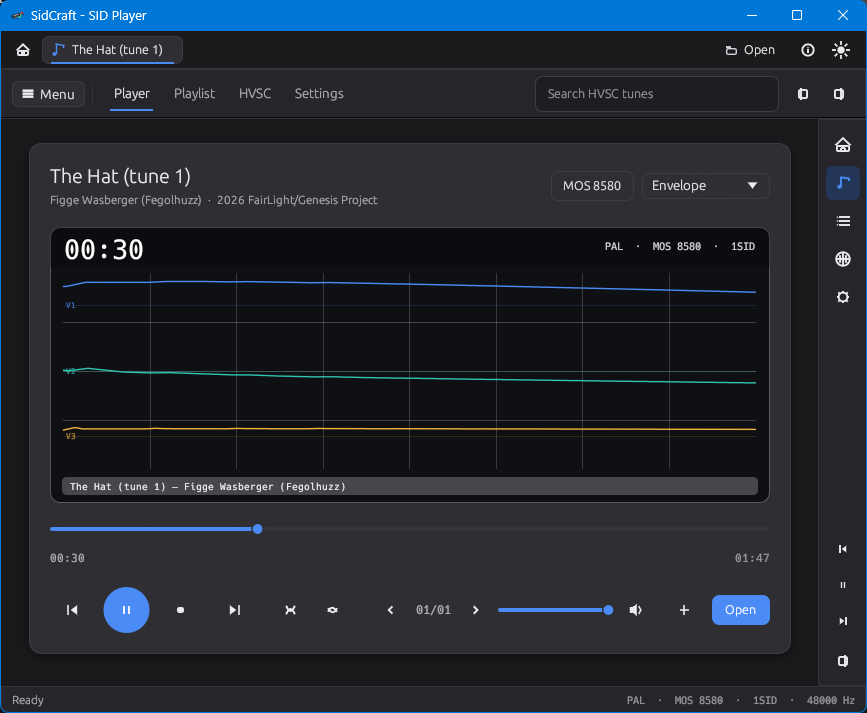 SidCraft - SID Player
The Hat (tune 1)
Open
Menu
Player
Playlist
HVSC
Settings
Search HVSC tunes
The Hat (tune 1)
Figge Wasberger (Fegolhuzz) · 2026 FairLight/Genesis Project
MOS 8580
Envelope
00:30
PAL · MOS 8580 · 1SID
V1
V2
V3
The Hat (tune 1) — Figge Wasberger (Fegolhuzz)
00:30
01:47
01/01
Open
Ready
PAL · MOS 8580 · 1SID · 48000 Hz